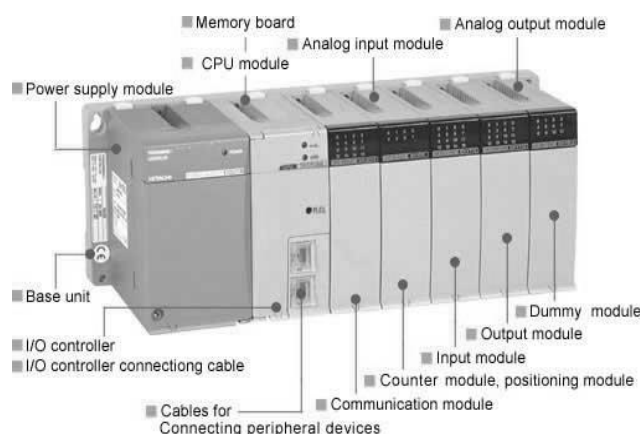 Memory board
Analog output module
Analog input module
CPU module
Power supply module
Base unit
I/O controller
I/O controller connectiong cable
Dummy module
Output module
Input module
Counter module, positioning module
Communication module
Cables for
Connecting peripheral devices